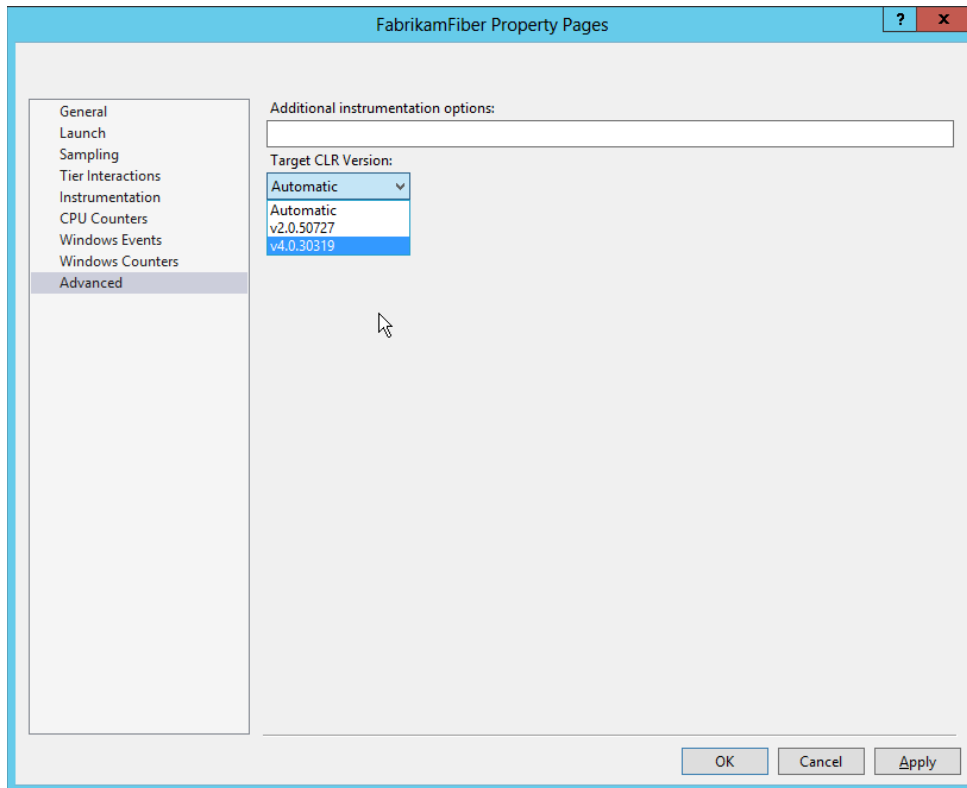 FabrikamFiber Property Pages
? x
General
Launch
Sampling
Tier Interactions
Instrumentation
CPU Counters
Windows Events
Windows Counters
Advanced
Additional instrumentation options:
Target CLR Version:
Automatic
Automatic
v2.0.50727
v4.0.30319
OK Cancel Apply